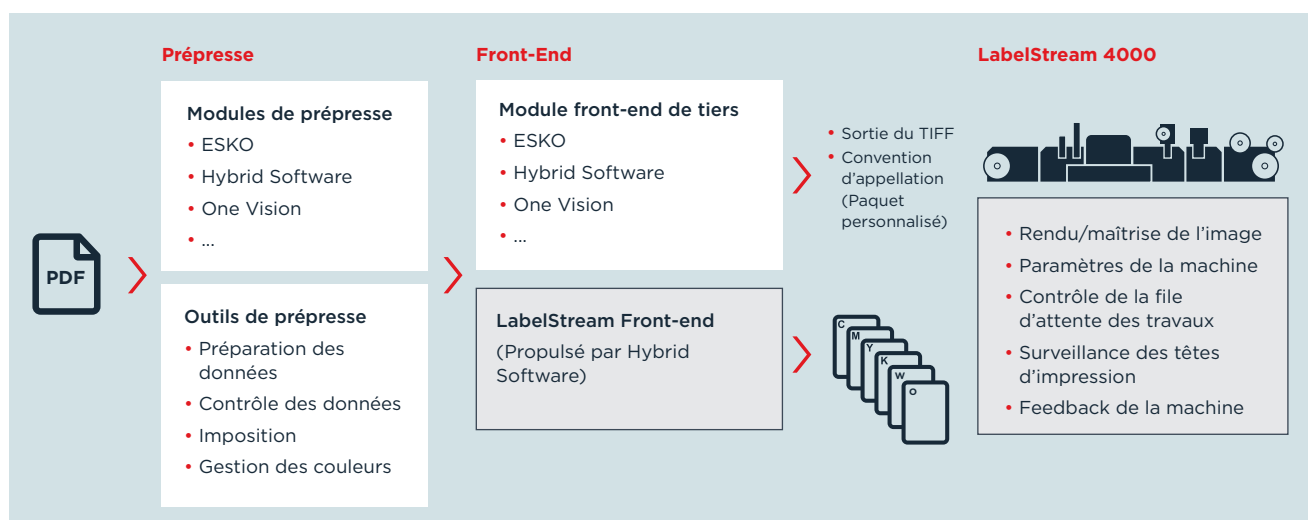 PDF
Prépresse
Modules de prépresse
• ESKO
• Hybrid Software
• One Vision
• ...
Outils de prépresse
• Préparation des
données
• Contrôle des données
• Imposition
• Gestion des couleurs
Front-End
Module front-end de tiers
• ESKO
• Hybrid Software
• One Vision
• ...
LabelStream Front-end
(Propulsé par Hybrid
Software)
• Sortie du TIFF
• Convention
d'appellation
(Paquet
personnalisé)
C
M
Y
K
W
O
LabelStream 4000
• Rendu/maîtrise de l'image
• Paramètres de la machine
• Contrôle de la file
d'attente des travaux
• Surveillance des têtes
d'impression
• Feedback de la machine